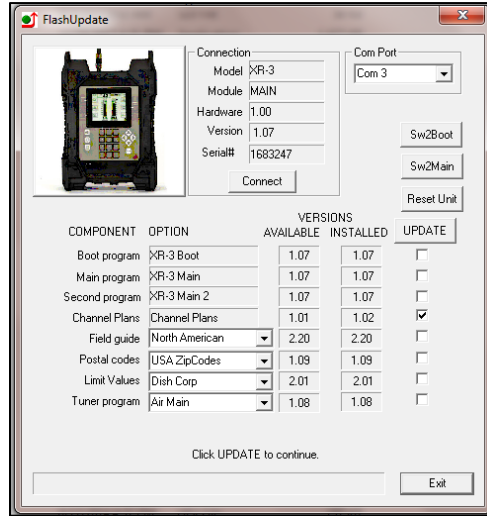 FlashUpdate
Connection
Com Port
Model XR-3
Com 3
Module MAIN
Hardware 1.00
Version 1.07
Sw2Boot
Serial# 1683247
Sw2Main
Connect
Reset Unit
VERSIONS
COMPONENT OPTION AVAILABLE INSTALLED UPDATE
Boot program XR-3 Boot 1.07 1.07
Main program XR-3 Main 1.07 1.07
Second program XR-3 Main 2 1.07 1.07
Channel Plans Channel Plans 1.01 1.02
Field guide North American 2.20 2.20
Postal codes USA ZipCodes 1.09 1.09
Limit Values Dish Corp 2.01 2.01
Tuner program Air Main 1.08 1.08
Click UPDATE to continue.
Exit